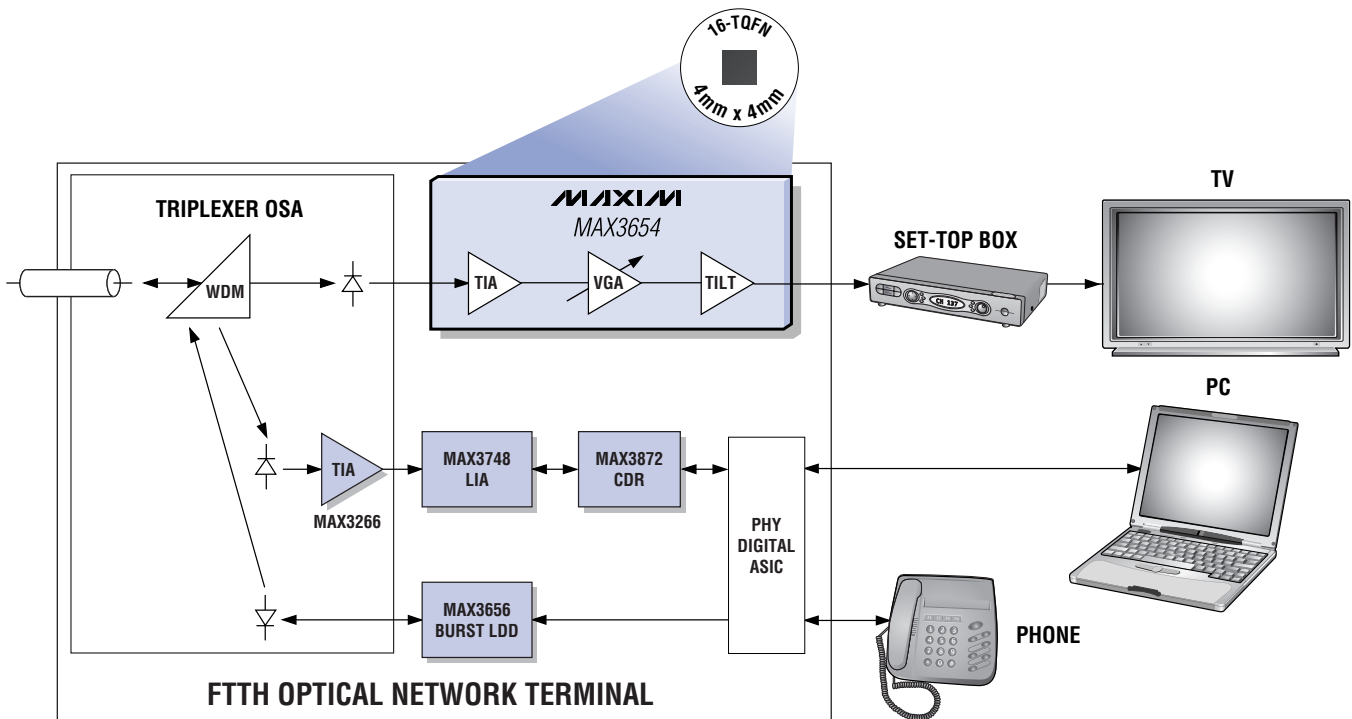 16-TQFN
4mm x 4mm
MAXIM
MAX3654
TRIPLEXER OSA
WDM
TIA
VGA
TILT
SET-TOP BOX
CH 137
TV
PC
TIA
MAX3266
MAX3748
LIA
MAX3872
CDR
PHY
DIGITAL
ASIC
MAX3656
BURST LDD
PHONE
FTTH OPTICAL NETWORK TERMINAL